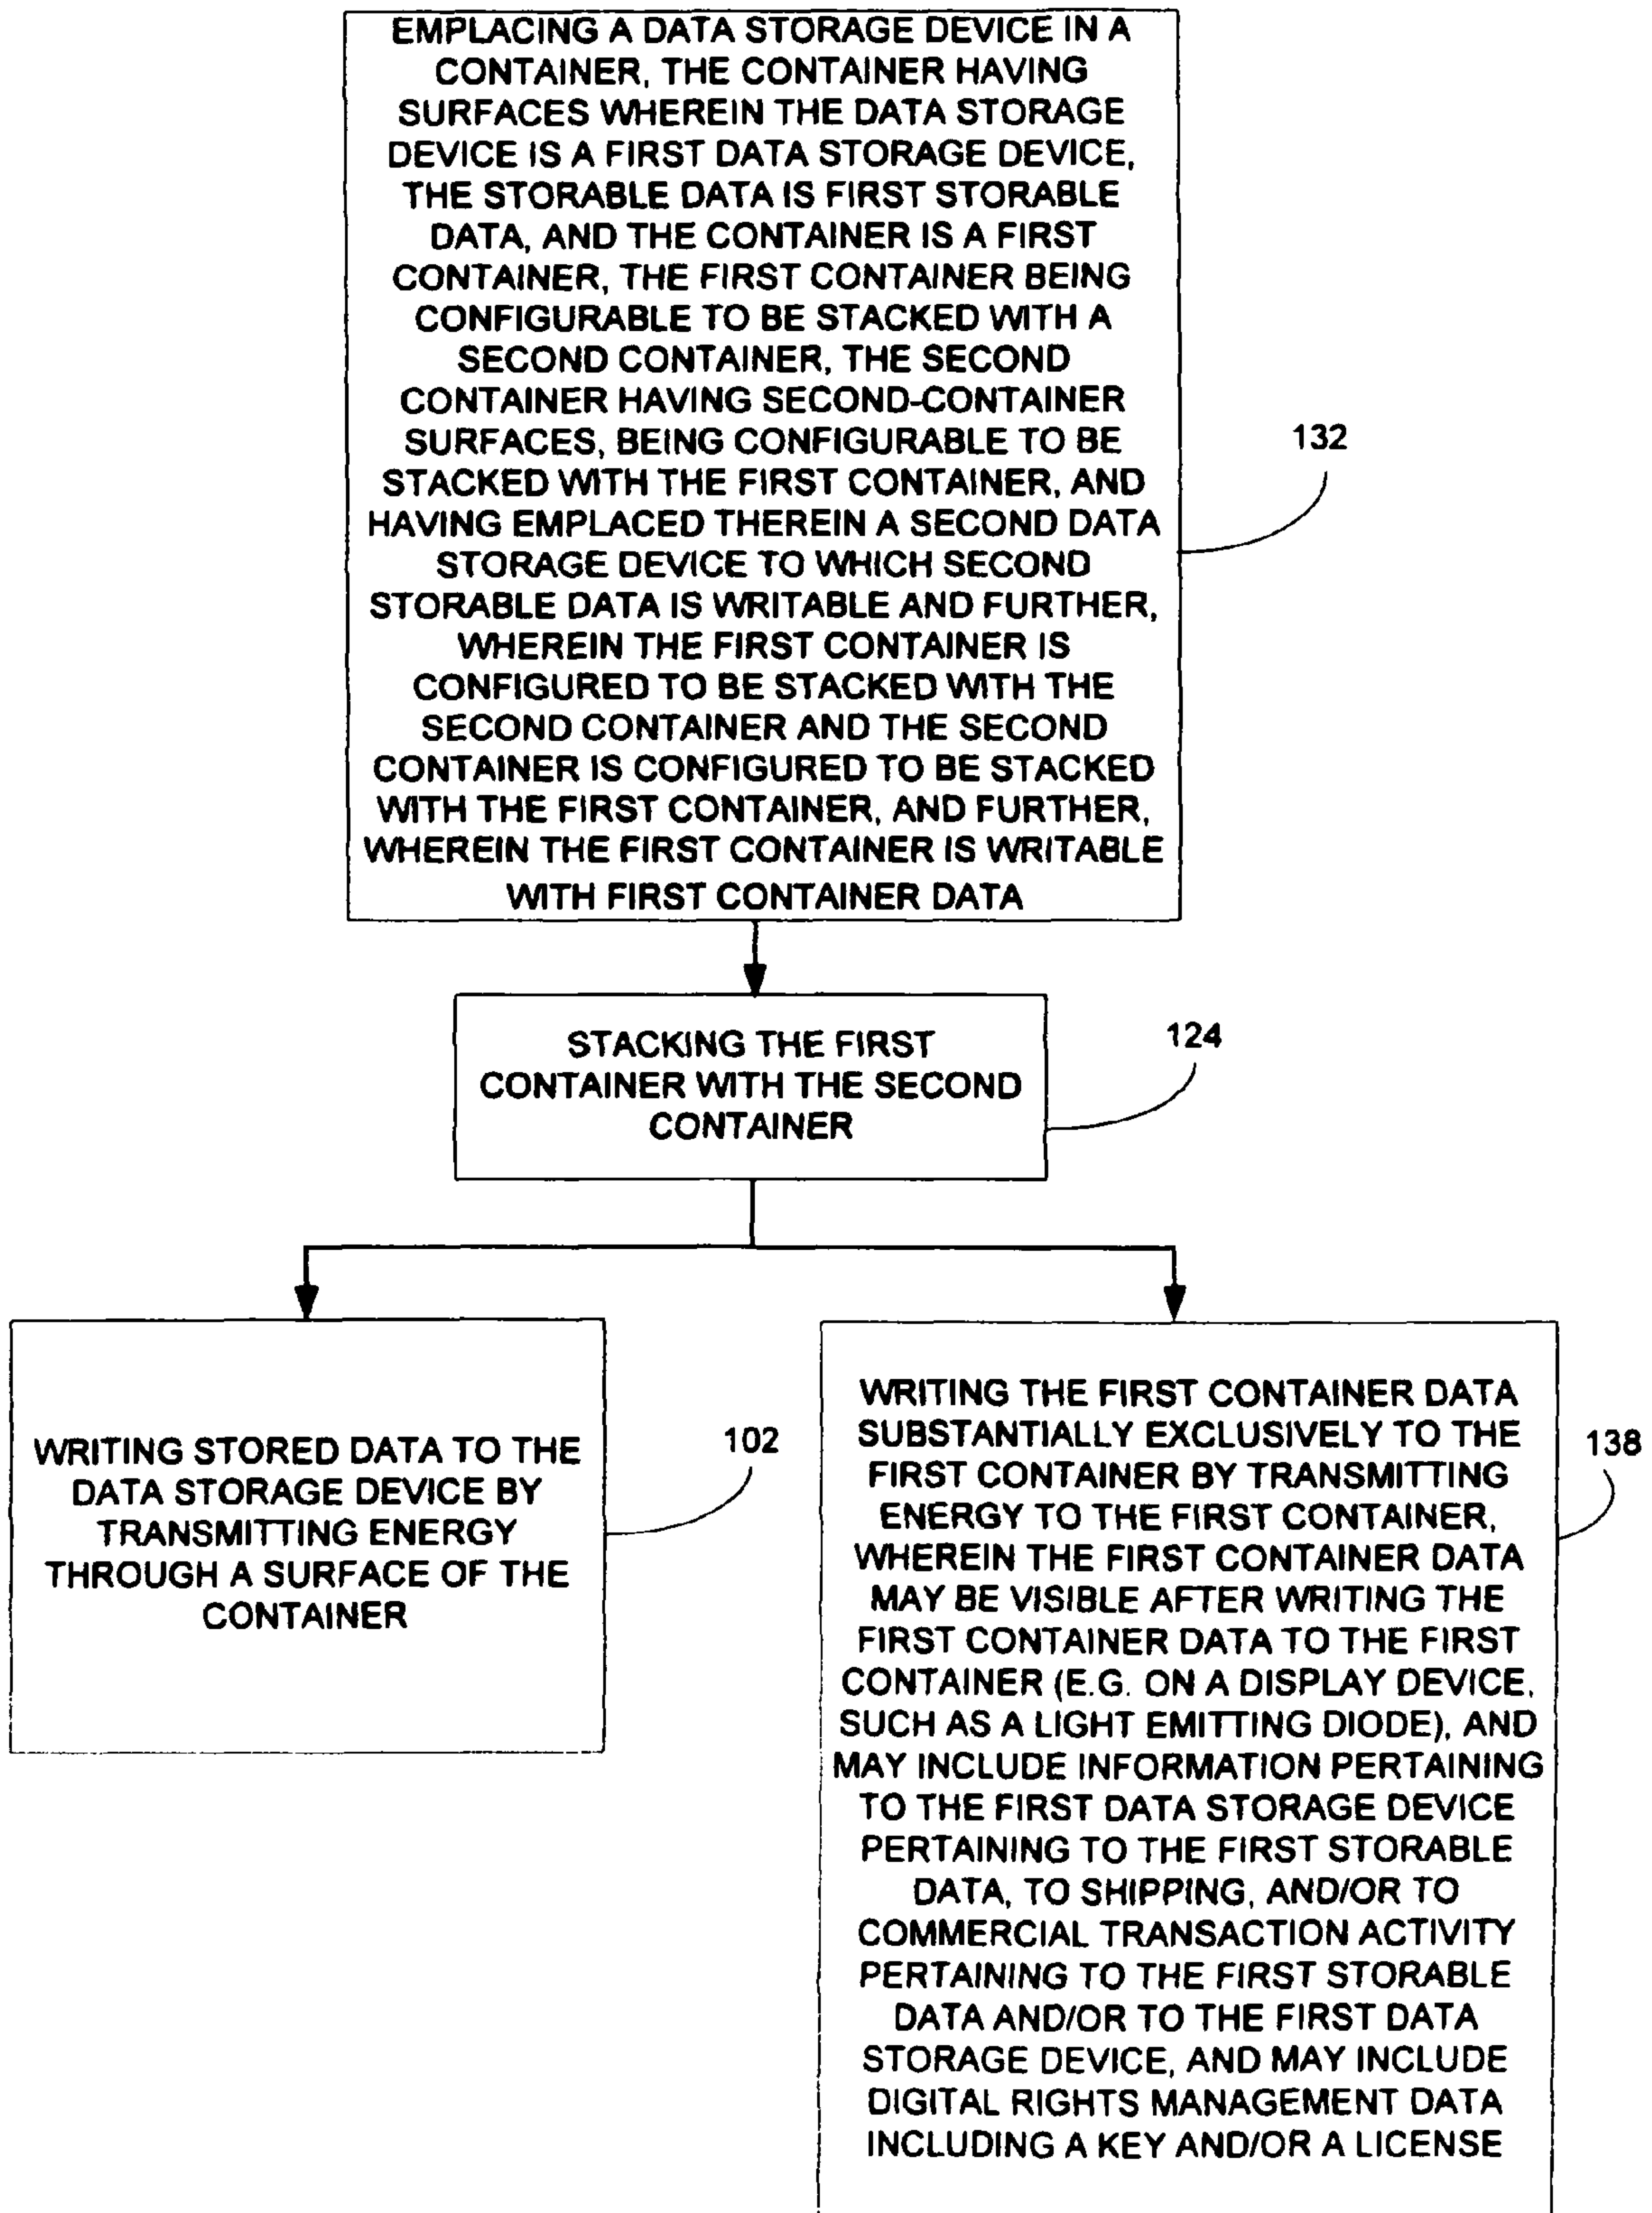 EMPLACING A DATA STORAGE DEVICE IN A
CONTAINER, THE CONTAINER HAVING
SURFACES WHEREIN THE DATA STORAGE
DEVICE IS A FIRST DATA STORAGE DEVICE,
THE STORABLE DATA IS FIRST STORABLE
DATA, AND THE CONTAINER IS A FIRST
CONTAINER, THE FIRST CONTAINER BEING
CONFIGURABLE TO BE STACKED WITH A
SECOND CONTAINER, THE SECOND
CONTAINER HAVING SECOND-CONTAINER
SURFACES, BEING CONFIGURABLE TO BE
STACKED WITH THE FIRST CONTAINER, AND
HAVING EMPLACED THEREIN A SECOND DATA
STORAGE DEVICE TO WHICH SECOND
STORABLE DATA IS WRITABLE AND FURTHER,
WHEREIN THE FIRST CONTAINER IS
CONFIGURED TO BE STACKED WITH THE
SECOND CONTAINER AND THE SECOND
CONTAINER IS CONFIGURED TO BE STACKED
WITH THE FIRST CONTAINER, AND FURTHER,
WHEREIN THE FIRST CONTAINER IS WRITABLE
WITH FIRST CONTAINER DATA
132
STACKING THE FIRST
CONTAINER WITH THE SECOND
CONTAINER
124
WRITING STORED DATA TO THE
DATA STORAGE DEVICE BY
TRANSMITTING ENERGY
THROUGH A SURFACE OF THE
CONTAINER
102
WRITING THE FIRST CONTAINER DATA
SUBSTANTIALLY EXCLUSIVELY TO THE
FIRST CONTAINER BY TRANSMITTING
ENERGY TO THE FIRST CONTAINER,
WHEREIN THE FIRST CONTAINER DATA
MAY BE VISIBLE AFTER WRITING THE
FIRST CONTAINER DATA TO THE FIRST
CONTAINER (E.G. ON A DISPLAY DEVICE,
SUCH AS A LIGHT EMITTING DIODE), AND
MAY INCLUDE INFORMATION PERTAINING
TO THE FIRST DATA STORAGE DEVICE
PERTAINING TO THE FIRST STORABLE
DATA, TO SHIPPING, AND/OR TO
COMMERCIAL TRANSACTION ACTIVITY
PERTAINING TO THE FIRST STORABLE
DATA AND/OR TO THE FIRST DATA
STORAGE DEVICE, AND MAY INCLUDE
DIGITAL RIGHTS MANAGEMENT DATA
INCLUDING A KEY AND/OR A LICENSE
138